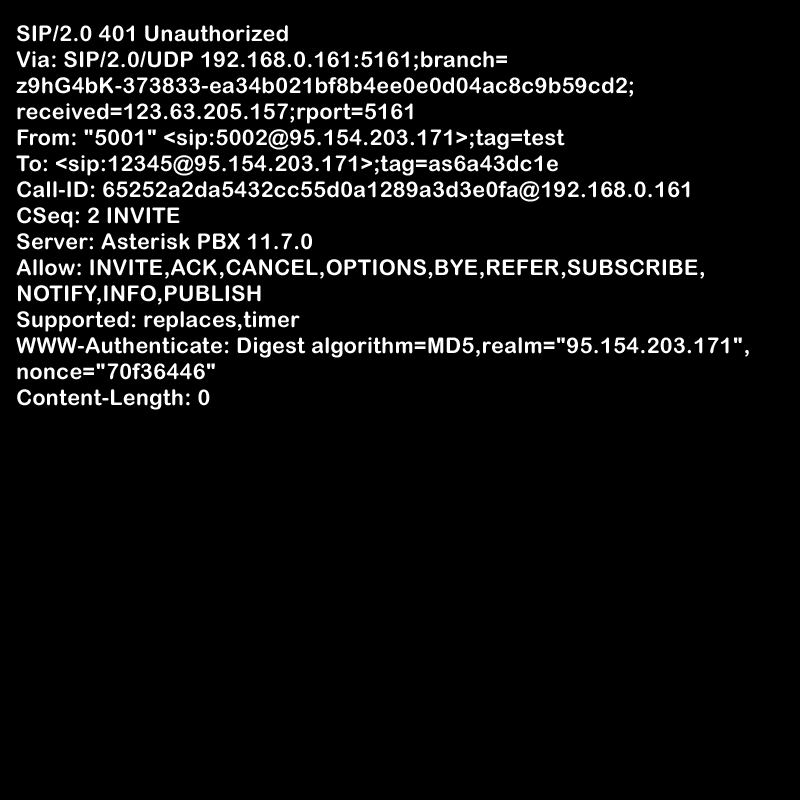 SIP/2.0 401 Unauthorized
Via: SIP/2.0/UDP 192.168.0.161:5161;branch=
z9hG4bK-373833-ea34b021bf8b4ee0e0d04ac8c9b59cd2;
received=123.63.205.157;rport=5161
From: "5001" <sip:5002@95.154.203.171>;tag=test
To: <sip:12345@95.154.203.171>;tag=as6a43dc1e
Call-ID: 65252a2da5432cc55d0a1289a3d3e0fa@192.168.0.161
CSeq: 2 INVITE
Server: Asterisk PBX 11.7.0
Allow: INVITE,ACK,CANCEL,OPTIONS,BYE,REFER,SUBSCRIBE,
NOTIFY,INFO,PUBLISH
Supported: replaces,timer
WWW-Authenticate: Digest algorithm=MD5,realm="95.154.203.171",
nonce="70f36446"
Content-Length: 0